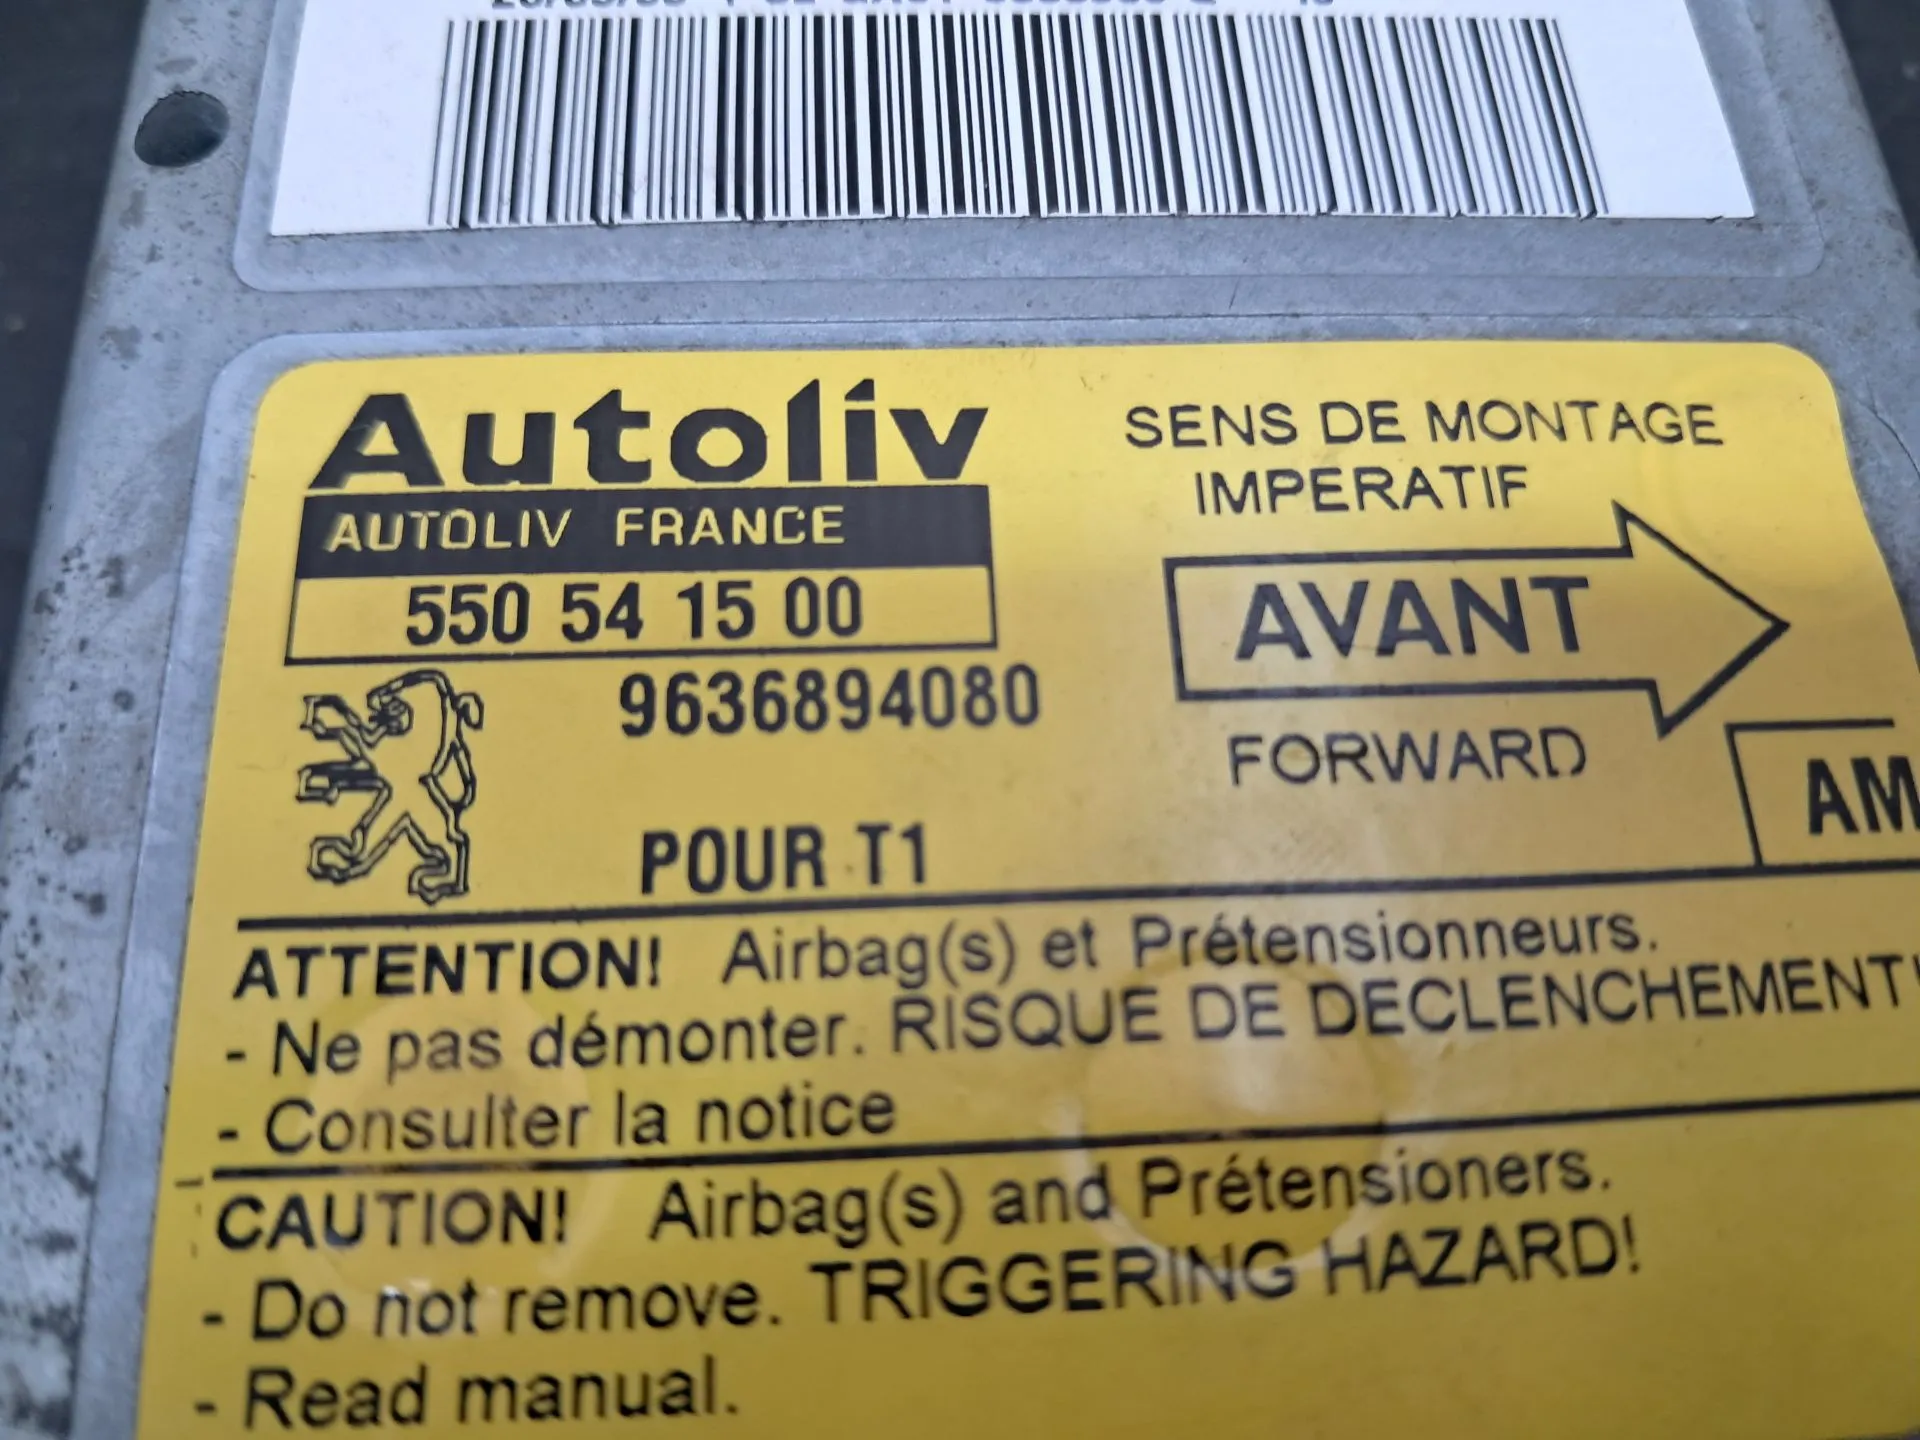 Autoliv
AUTOLIV FRANCE
550 54 15 00
9636894080
POUR T1
SENS DE MONTAGE
IMPERATIF
AVANT
FORWARD
AM
ATTENTION! Airbag(s) et Prétensionneurs.
- Ne pas démonter. RISQUE DE DECLENCHEMENT!
- Consulter la notice
CAUTION! Airbag(s) and Prétensioners.
- Do not remove. TRIGGERING HAZARD!
- Read manual.